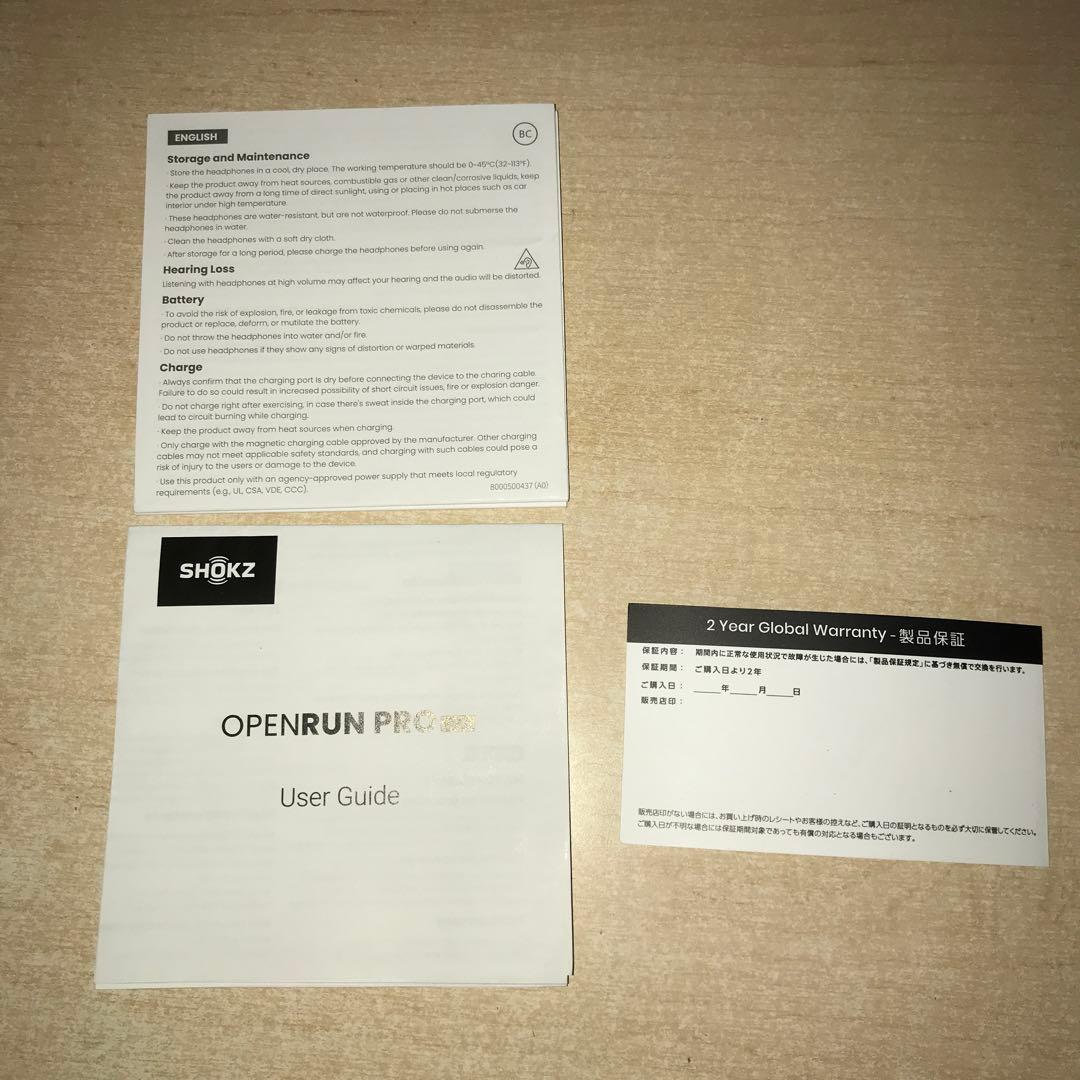 ENGLISH
BC
Storage and Maintenance
· Store the headphones in a cool, dry place. The working temperature should be 0-45ºC(32-113ºF).
· Keep the product away from heat sources, combustible gas or other clean/corrosive liquids, keep
the product away from a long time of direct sunlight, using or placing in hot places such as car
interior under high temperature.
· These headphones are water-resistant, but are not waterproof. Please do not submerse the
headphones in water.
· Clean the headphones with a soft dry cloth.
· After storage for a long period, please charge the headphones before using again.
Hearing Loss
Listening with headphones at high volume may affect your hearing and the audio will be distorted.
Battery
· To avoid the risk of explosion, fire, or leakage from toxic chemicals, please do not disassemble the
product or replace, deform, or mutilate the battery.
· Do not throw the headphones into water and/or fire.
· Do not use headphones if they show any signs of distortion or warped materials.
Charge
· Always confirm that the charging port is dry before connecting the device to the charing cable.
Failure to do so could result in increased possibility of short circuit issues, fire or explosion danger.
· Do not charge right after exercising, in case there's sweat inside the charging port, which could
lead to circuit burning while charging.
· Keep the product away from heat sources when charging.
· Only charge with the magnetic charging cable approved by the manufacturer. Other charging
cables may not meet applicable safety standards, and charging with such cables could pose a
risk of injury to the users or damage to the device.
· Use this product only with an agency-approved power supply that meets local regulatory
requirements (e.g., UL, CSA, VDE, CCC).
8000500437 (A0)
SHOKZ
OPENRUN PRO
User Guide
2 Year Global Warranty - 製品保証
保証内容： 期間内に正常な使用状況で故障が生じた場合には、「製品保証規定」に基づき無償で交換を行います。
保証期間： ご購入日より2年
ご購入日： _____年_____月_____日
販売店印：
販売店印がない場合には、お買い上げ時のレシートやお客様の控えなど、ご購入日の証明となるものを必ず大切に保管してください。
ご購入日が不明な場合には保証期間対象であっても有償の対応となる場合もございます。